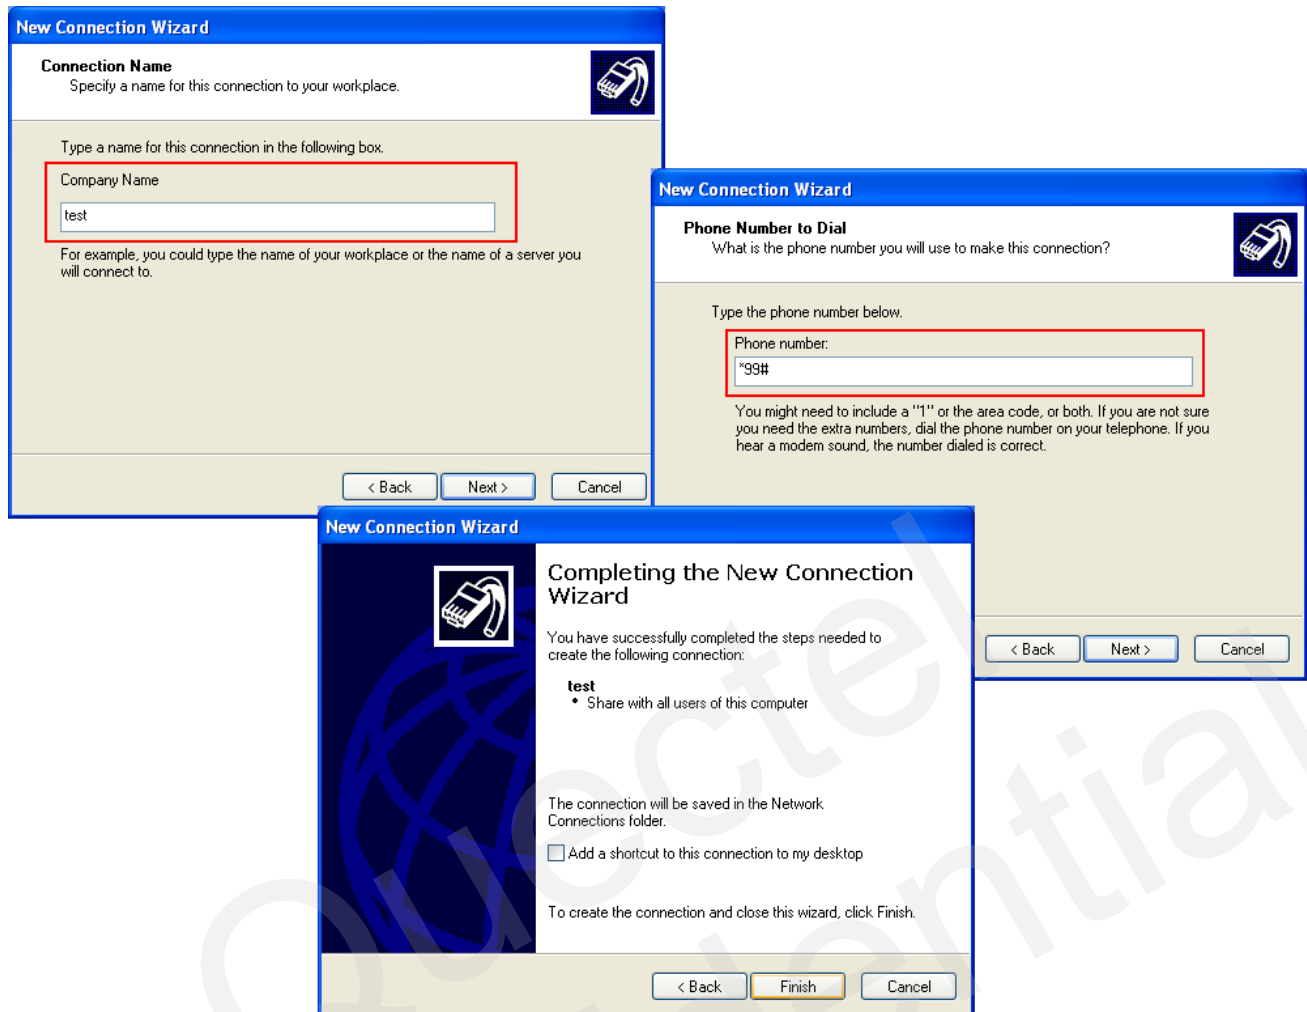 New Connection Wizard
Connection Name
Specify a name for this connection to your workplace.
Type a name for this connection in the following box.
Company Name
test
For example, you could type the name of your workplace or the name of a server you
will connect to.
< Back
Next >
Cancel
New Connection Wizard
Phone Number to Dial
What is the phone number you will use to make this connection?
Type the phone number below.
Phone number:
*99#
You might need to include a "1" or the area code, or both. If you are not sure
you need the extra numbers, dial the phone number on your telephone. If you
hear a modem sound, the number dialed is correct.
< Back
Next >
Cancel
New Connection Wizard
Completing the New Connection
Wizard
You have successfully completed the steps needed to
create the following connection:
test
• Share with all users of this computer
The connection will be saved in the Network
Connections folder.
Add a shortcut to this connection to my desktop
To create the connection and close this wizard, click Finish.
< Back
Finish
Cancel
Quectel